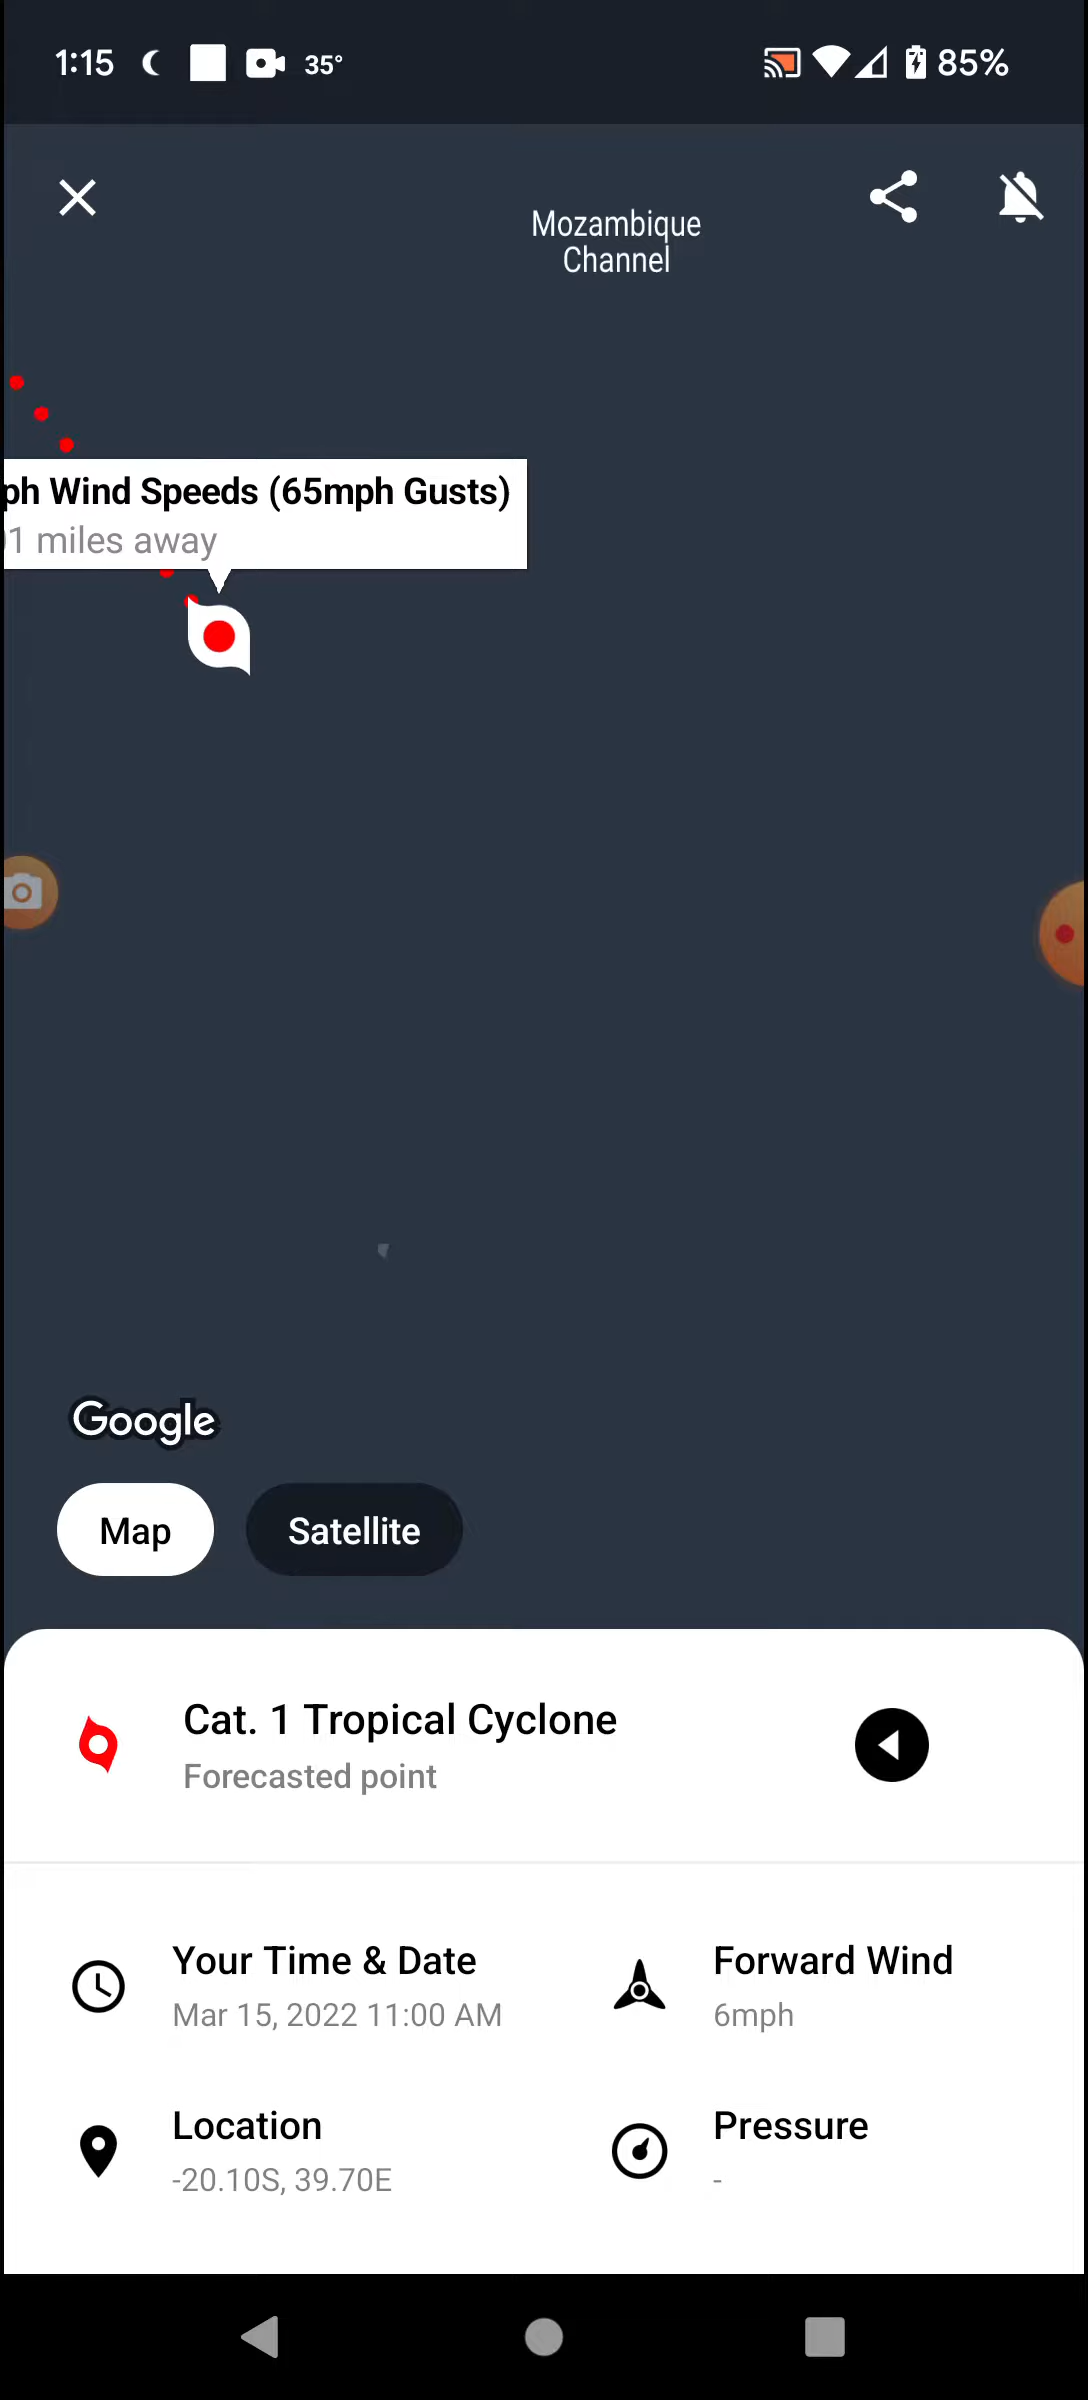 1:15 35° 85%
Mozambique
Channel
ph Wind Speeds (65mph Gusts)
1 miles away
Google
Map Satellite
Cat. 1 Tropical Cyclone
Forecasted point
Your Time & Date
Mar 15, 2022 11:00 AM
Forward Wind
6mph
Location
-20.10S, 39.70E
Pressure
-